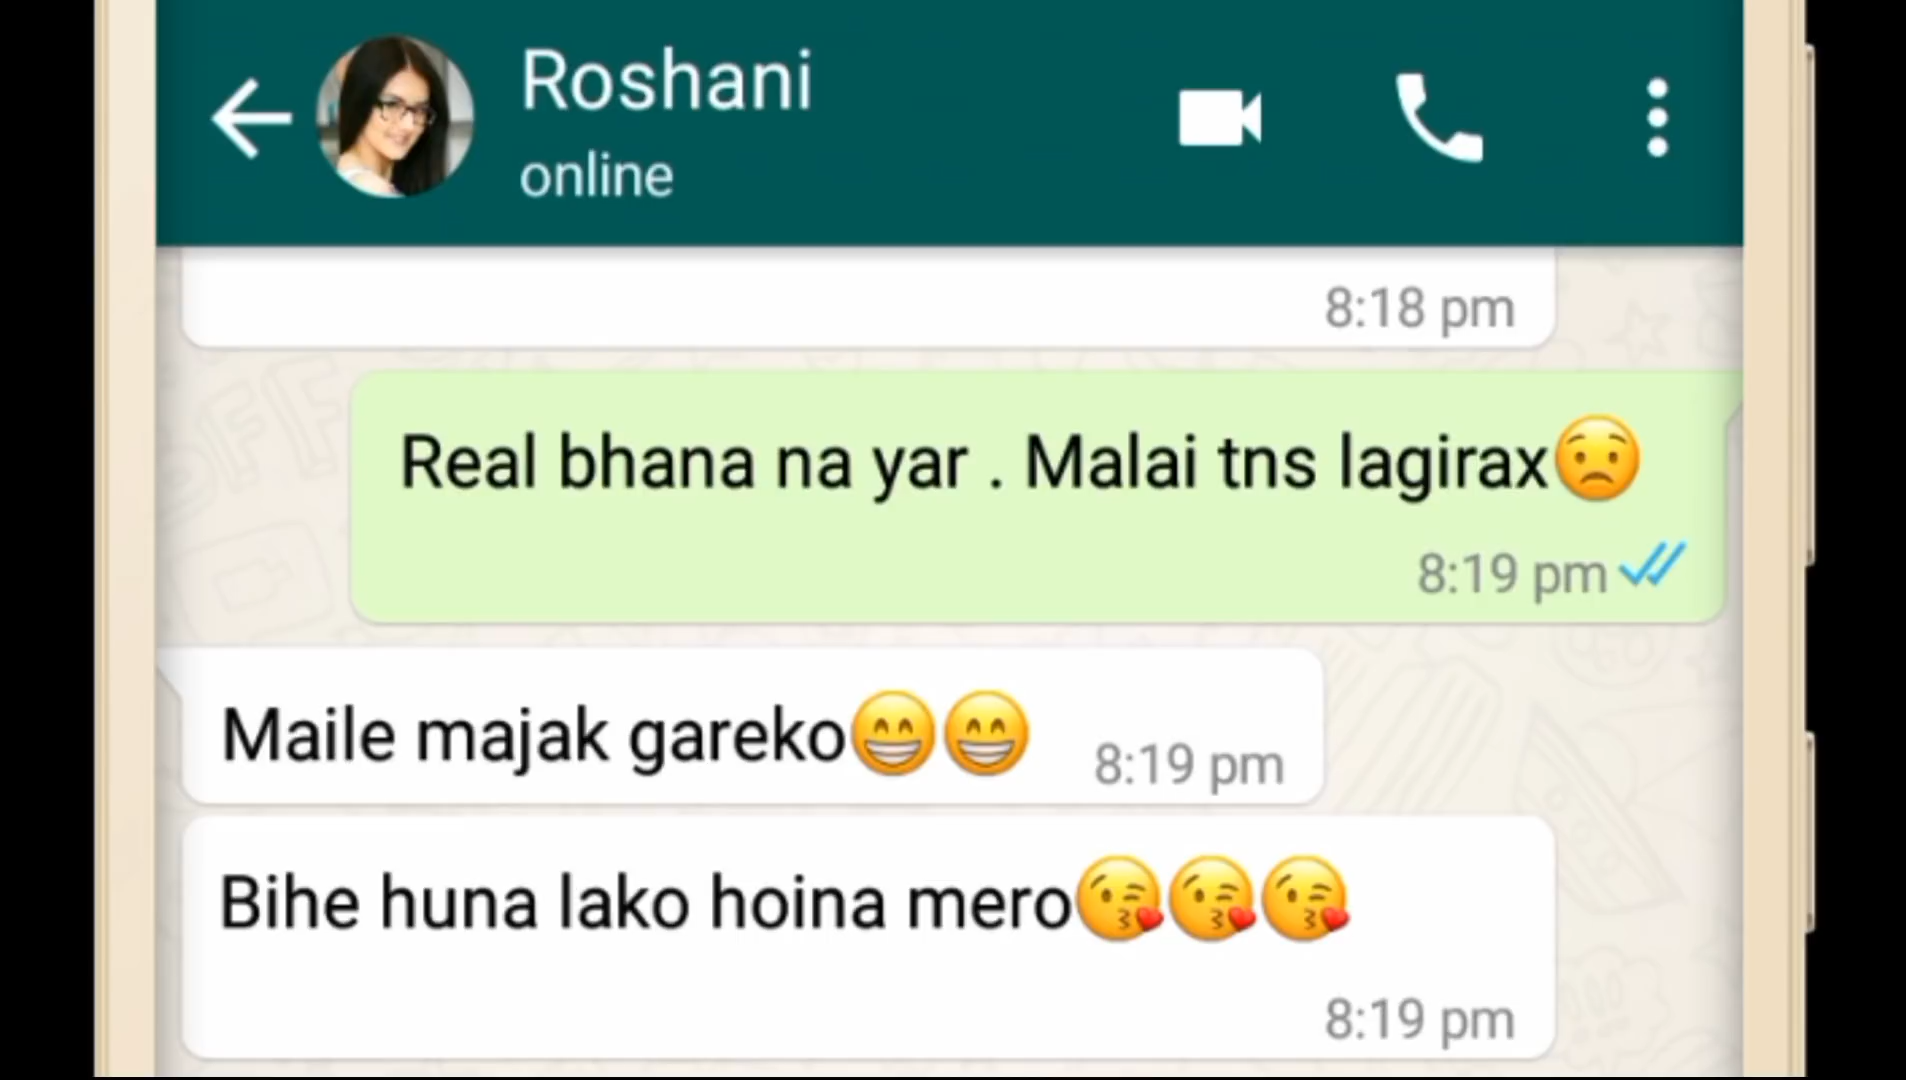 Roshani
online
8:18 pm
Real bhana na yar . Malai tns lagirax😟
8:19 pm
Maile majak gareko😁😁
8:19 pm
Bihe huna lako hoina mero😘😘😘
8:19 pm